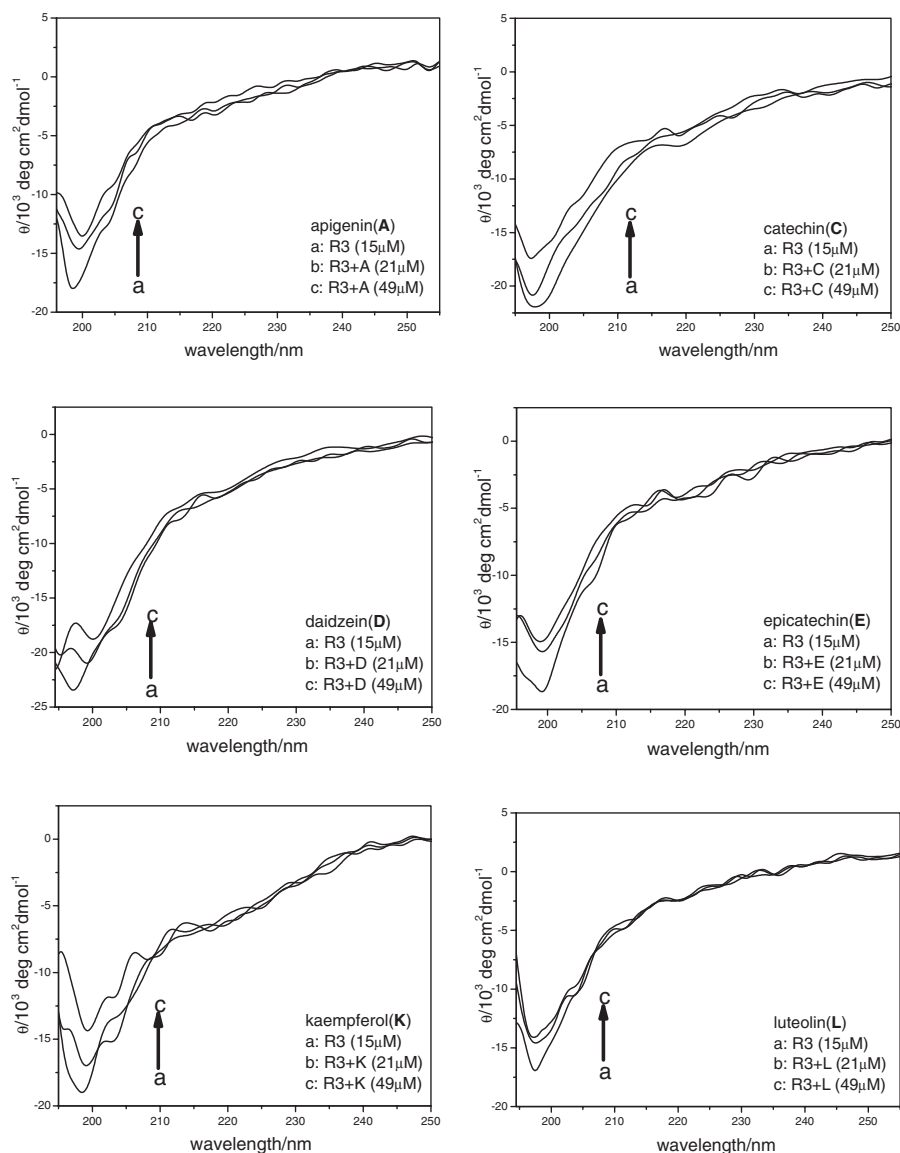 5
0
-5
-10
-15
-20
θ/10³ deg cm²dmol⁻¹
c
a
apigenin(A)
a: R3 (15μM)
b: R3+A (21μM)
c: R3+A (49μM)
200 210 220 230 240 250
wavelength/nm
5
0
-5
-10
-15
-20
θ/10³ deg cm²dmol⁻¹
c
a
catechin(C)
a: R3 (15μM)
b: R3+C (21μM)
c: R3+C (49μM)
200 210 220 230 240 250
wavelength/nm
0
-5
-10
-15
-20
-25
θ/10³ deg cm²dmol⁻¹
c
a
daidzein(D)
a: R3 (15μM)
b: R3+D (21μM)
c: R3+D (49μM)
200 210 220 230 240 250
wavelength/nm
0
-5
-10
-15
-20
θ/10³ deg cm²dmol⁻¹
c
a
epicatechin(E)
a: R3 (15μM)
b: R3+E (21μM)
c: R3+E (49μM)
200 210 220 230 240 250
wavelength/nm
0
-5
-10
-15
-20
θ/10³ deg cm²dmol⁻¹
c
a
kaempferol(K)
a: R3 (15μM)
b: R3+K (21μM)
c: R3+K (49μM)
200 210 220 230 240 250
wavelength/nm
5
0
-5
-10
-15
-20
θ/10³ deg cm²dmol⁻¹
c
a
luteolin(L)
a: R3 (15μM)
b: R3+L (21μM)
c: R3+L (49μM)
200 210 220 230 240 250
wavelength/nm